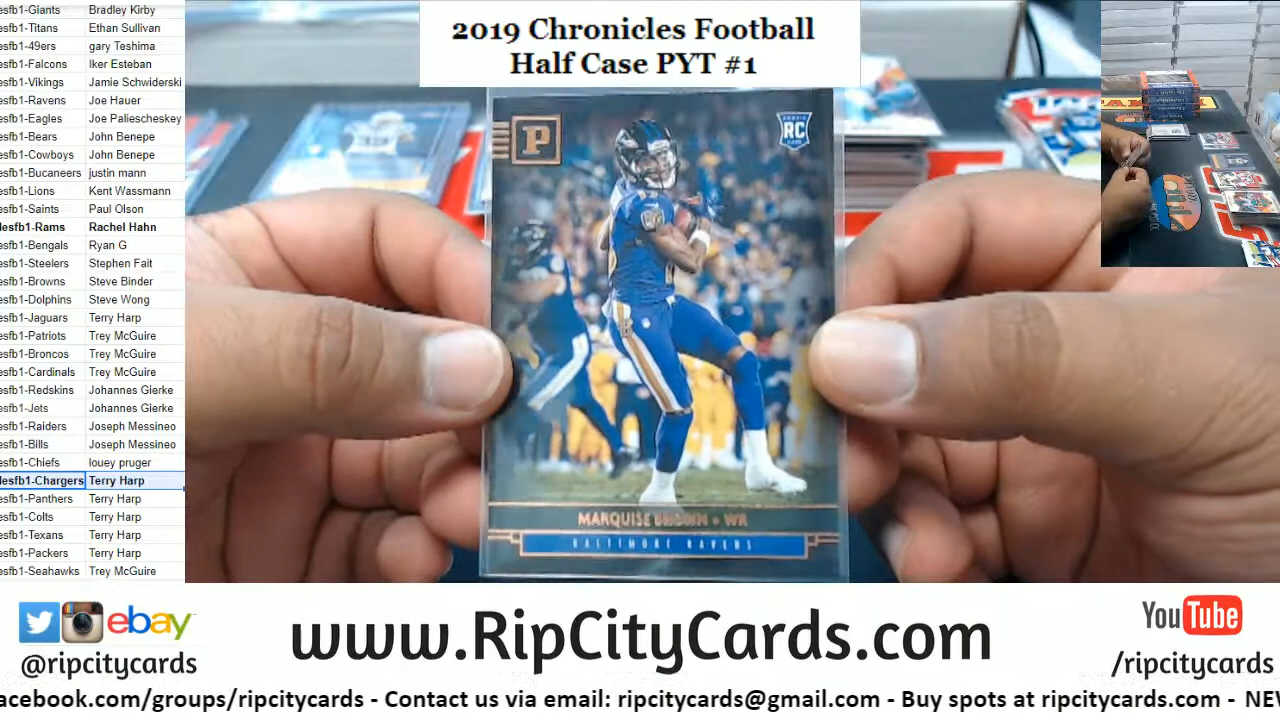 esfb1-Giants Bradley Kirby
esfb1-Titans Ethan Sullivan
esfb1-49ers gary Teshima
esfb1-Falcons Iker Esteban
esfb1-Vikings Jamie Schwiderski
esfb1-Ravens Joe Hauer
esfb1-Eagles Joe Paliescheskey
esfb1-Bears John Benepe
esfb1-Cowboys John Benepe
esfb1-Bucaneers justin mann
esfb1-Lions Kent Wassmann
esfb1-Saints Paul Olson
lesfb1-Rams Rachel Hahn
esfb1-Bengals Ryan G
esfb1-Steelers Stephen Fait
esfb1-Browns Steve Binder
esfb1-Dolphins Steve Wong
esfb1-Jaguars Terry Harp
esfb1-Patriots Trey McGuire
esfb1-Broncos Trey McGuire
esfb1-Cardinals Trey McGuire
esfb1-Redskins Johannes Gierke
esfb1-Jets Johannes Gierke
esfb1-Raiders Joseph Messineo
esfb1-Bills Joseph Messineo
esfb1-Chiefs louey pruger
lesfb1-Chargers Terry Harp
esfb1-Panthers Terry Harp
esfb1-Colts Terry Harp
esfb1-Texans Terry Harp
esfb1-Packers Terry Harp
esfb1-Seahawks Trey McGuire
2019 Chronicles Football
Half Case PYT #1
P
RC
MARQUISE BROWN • WR
BALTIMORE RAVENS
ebay
@ripcitycards
www.RipCityCards.com
YouTube
/ripcitycards
acebook.com/groups/ripcitycards - Contact us via email: ripcitycards@gmail.com - Buy spots at ripcitycards.com - NEW